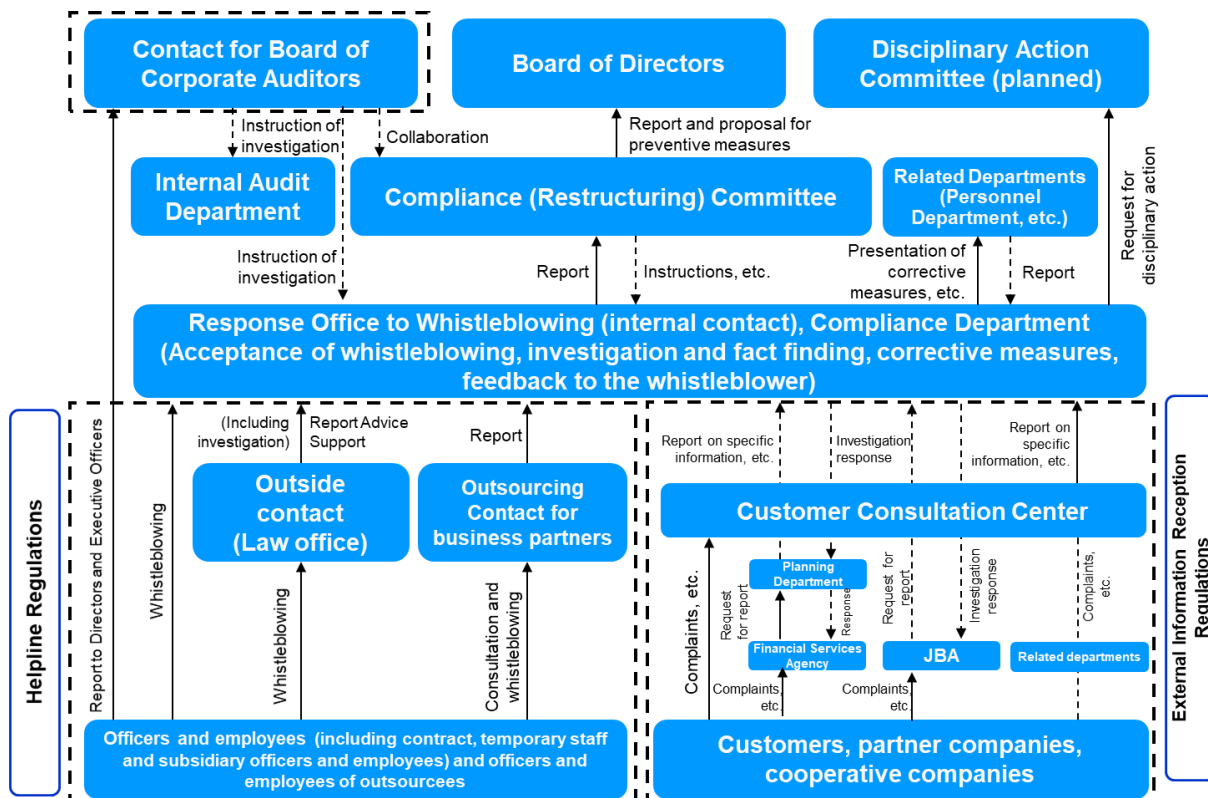 Contact for Board of
Corporate Auditors
Board of Directors
Disciplinary Action
Committee (planned)
Instruction of
investigation
Collaboration
Report and proposal for
preventive measures
Internal Audit
Department
Compliance (Restructuring) Committee
Related Departments
(Personnel
Department, etc.)
Request for
disciplinary action
Instruction of
investigation
Report
Instructions, etc.
Presentation of
corrective
measures, etc.
Report
Response Office to Whistleblowing (internal contact), Compliance Department
(Acceptance of whistleblowing, investigation and fact finding, corrective measures,
feedback to the whistleblower)
Helpline Regulations
Report to Directors and Executive Officers
Whistleblowing
(Including
investigation)
Report Advice
Support
Report
Outside
contact
(Law office)
Outsourcing
Contact for
business partners
Whistleblowing
Consultation and
whistleblowing
Officers and employees (including contract, temporary staff
and subsidiary officers and employees) and officers and
employees of outsourcees
Report on specific
information, etc.
Investigation
response
Report on
specific
information, etc.
Customer Consultation Center
Complaints, etc.
Planning
Department
Request
for report
Response
Request for
report
Investigation
response
Complaints,
etc.
Financial Services
Agency
JBA
Related departments
Complaints,
etc.
Complaints,
etc.
Customers, partner companies,
cooperative companies
External Information Reception
Regulations